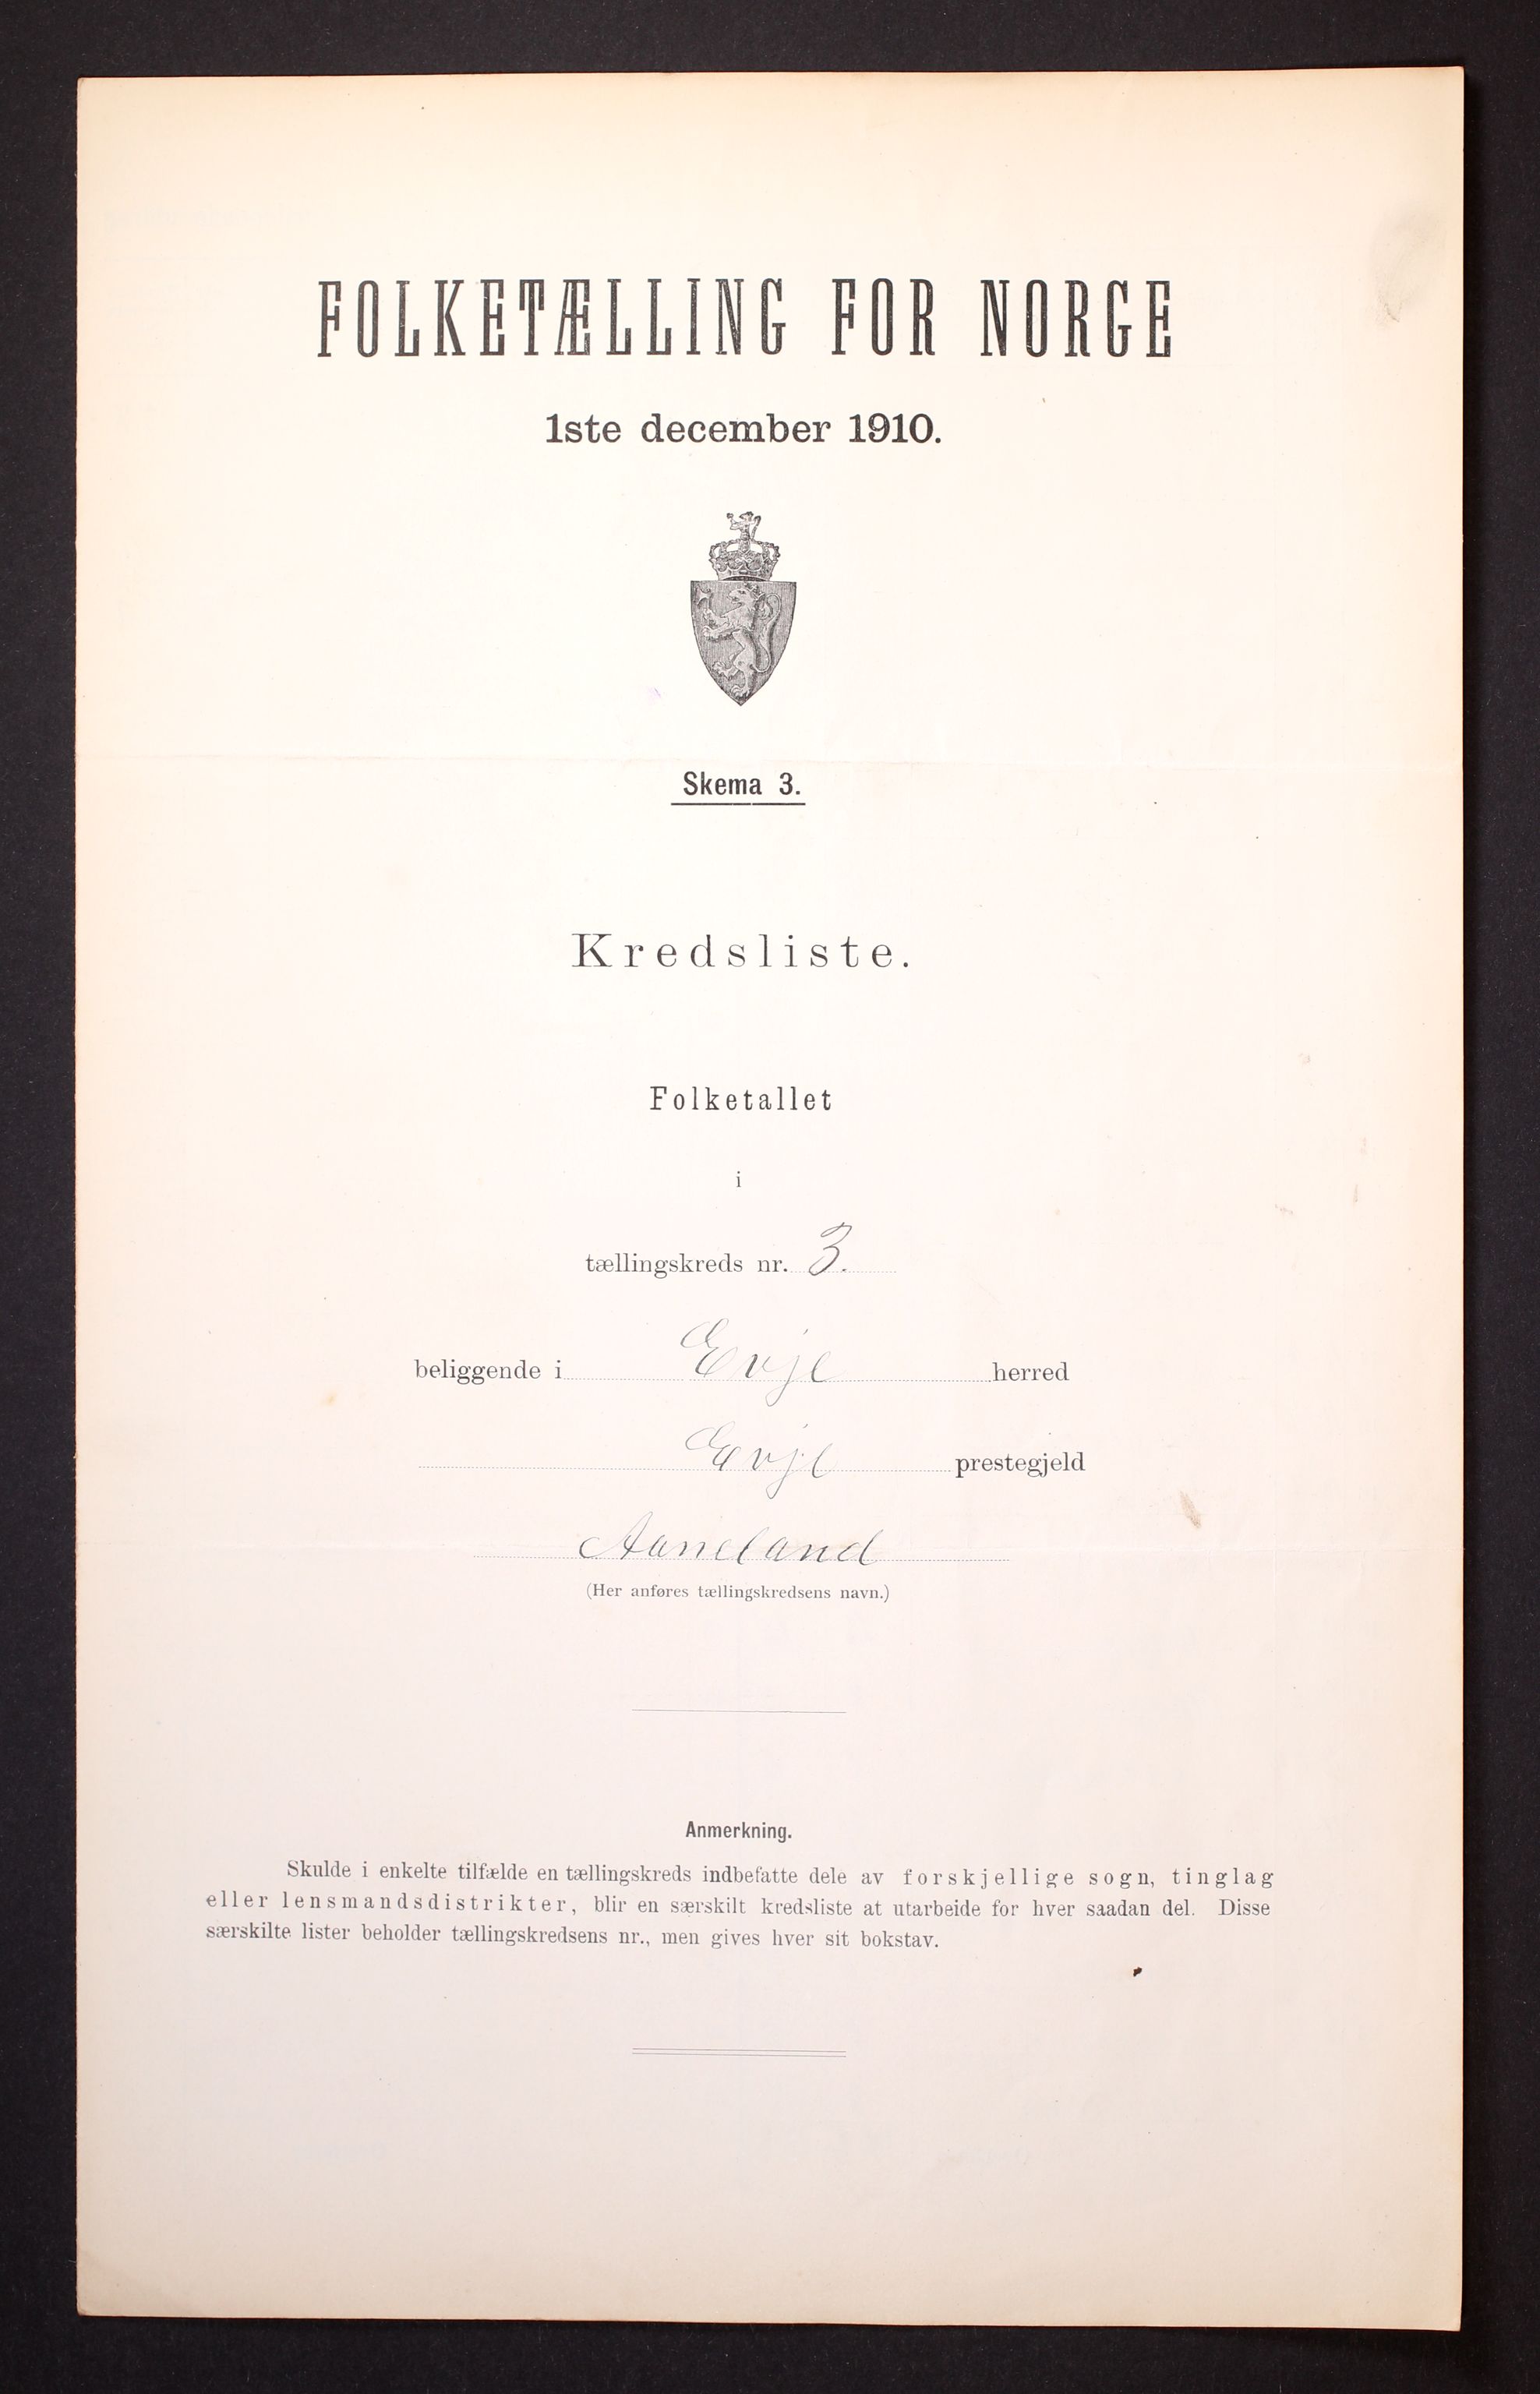 FOLKETÆLLING FOR NORGE
1ste december 1910.
Skema 3.
Kredsliste.
Folketallet
i
tællingskreds nr. 3.
beliggende i Evje herred
Evje prestegjeld
Aaneland
(Her anføres tællingskredsens navn.)
Anmerkning.
Skulde i enkelte tilfælde en tællingskreds indbefatte dele av forskjellige sogn, tinglag
eller lensmandsdistrikter, blir en særskilt kredsliste at utarbeide for hver saadan del. Disse
særskilte lister beholder tællingskredsens nr., men gives hver sit bokstav.